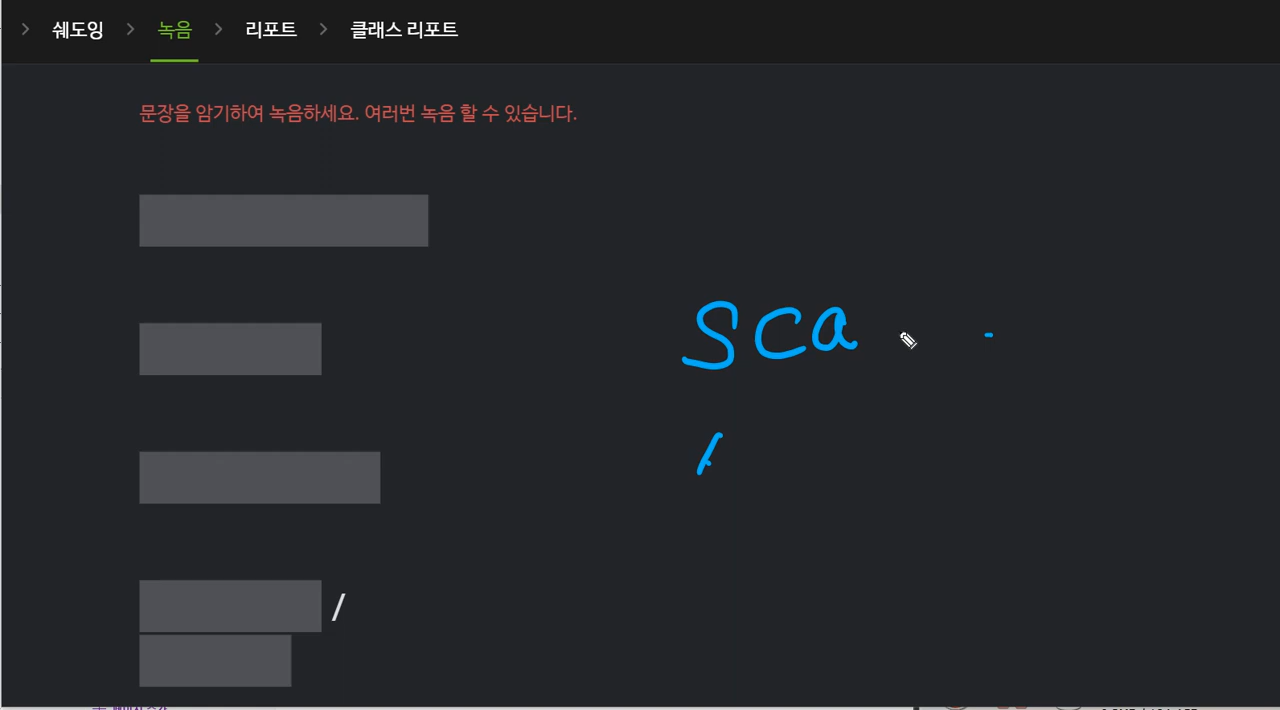 > 쉐도잉 > 녹음 > 리포트 > 클래스 리포트
문장을 암기하여 녹음하세요. 여러번 녹음 할 수 있습니다.
sca
/